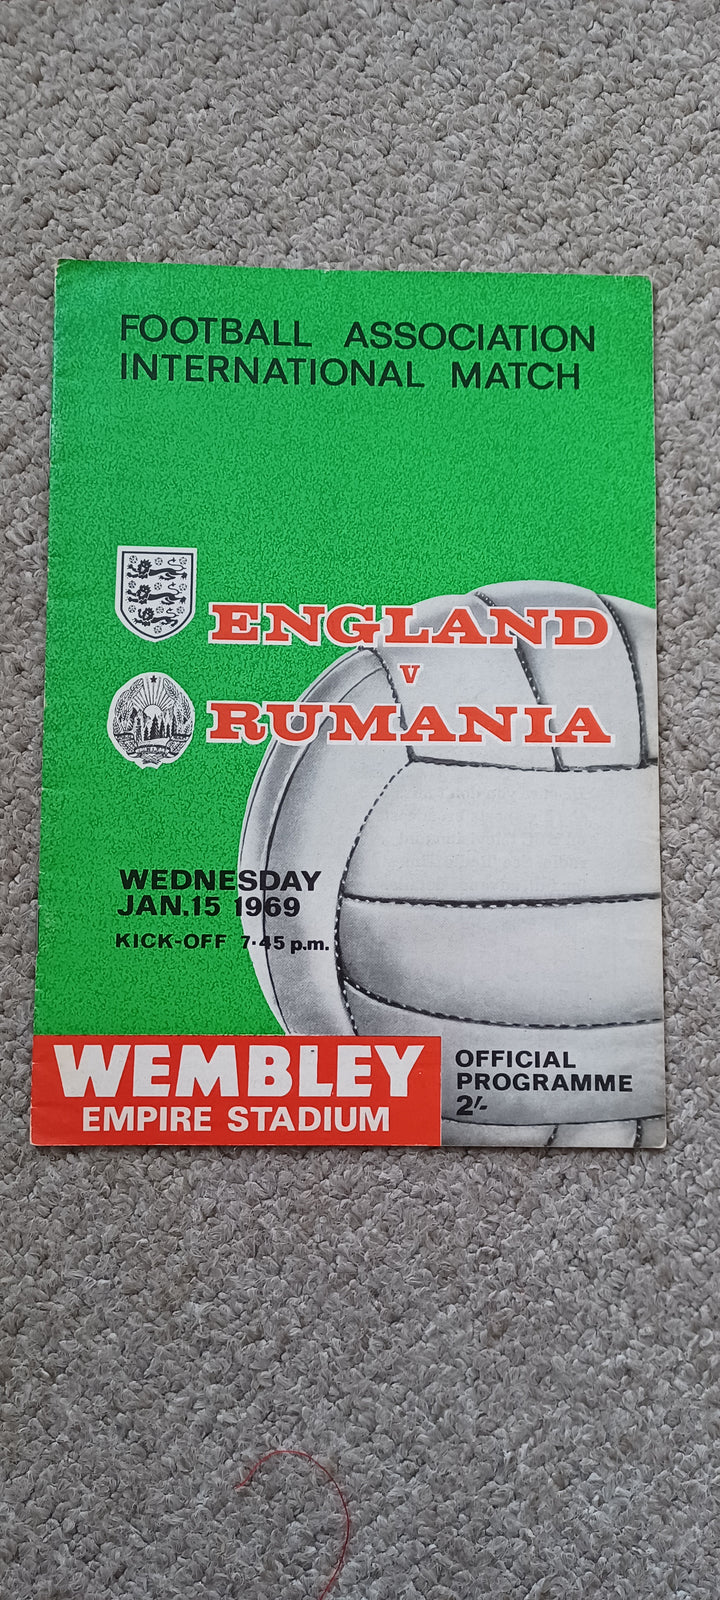 FOOTBALL ASSOCIATION
INTERNATIONAL MATCH
ENGLAND
V
RUMANIA
WEDNESDAY
JAN.15 1969
KICK-OFF 7·45 p.m.
WEMBLEY
EMPIRE STADIUM
OFFICIAL
PROGRAMME
2/-